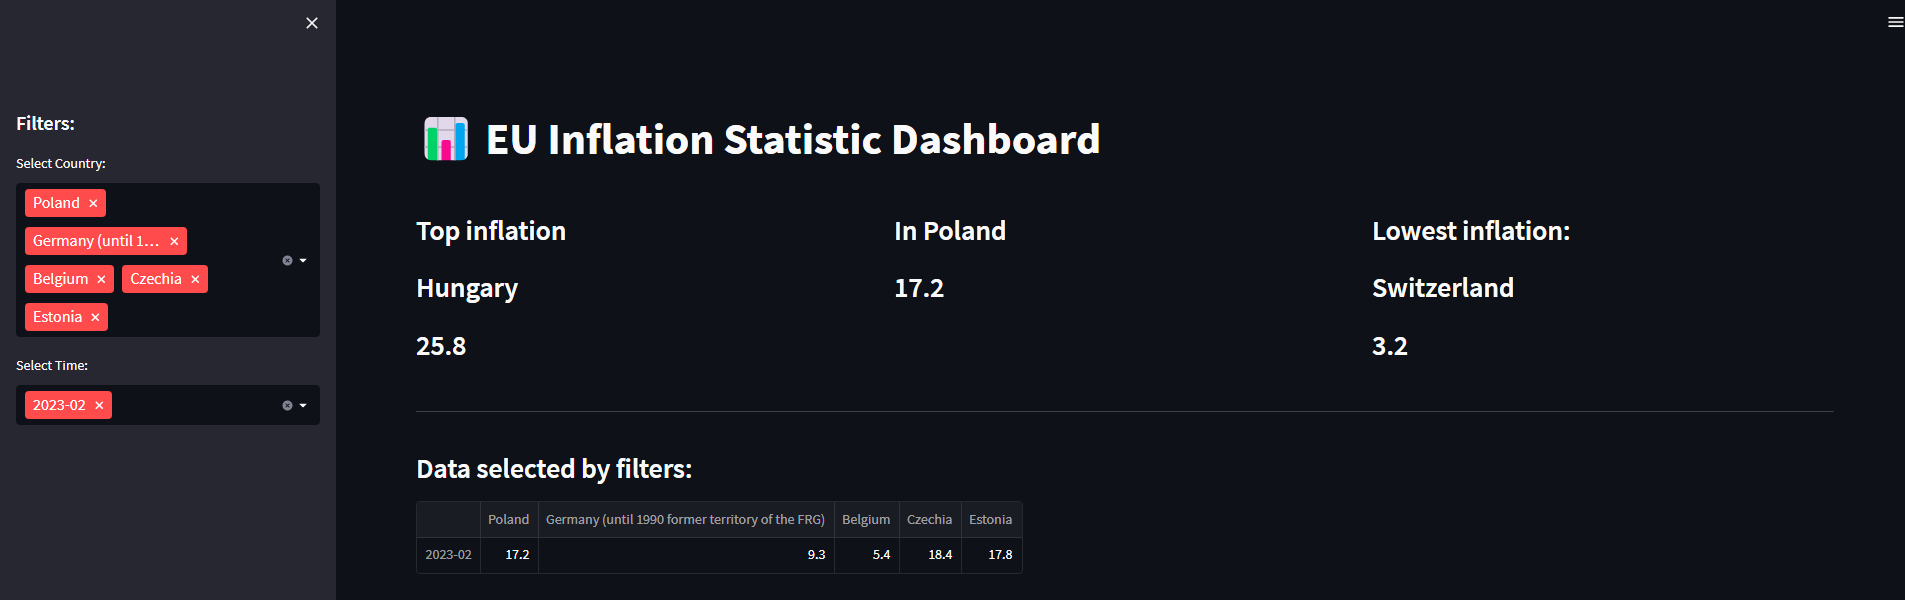 Filters:
Select Country:
Poland
Germany (until 1...
Belgium Czechia
Estonia
Select Time:
2023-02
EU Inflation Statistic Dashboard
Top inflation
Hungary
25.8
In Poland
17.2
Lowest inflation:
Switzerland
3.2
Data selected by filters:
Poland Germany (until 1990 former territory of the FRG) Belgium Czechia Estonia
2023-02 17.2 9.3 5.4 18.4 17.8